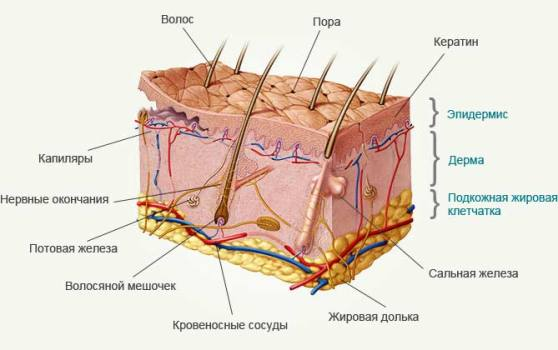 Волос
Пора
Кератин
Эпидермис
Капиляры
Дерма
Нервные окончания
Подкожная жировая
клетчатка
Потовая железа
Сальная железа
Волосяной мешочек
Жировая долька
Кровеносные сосуды